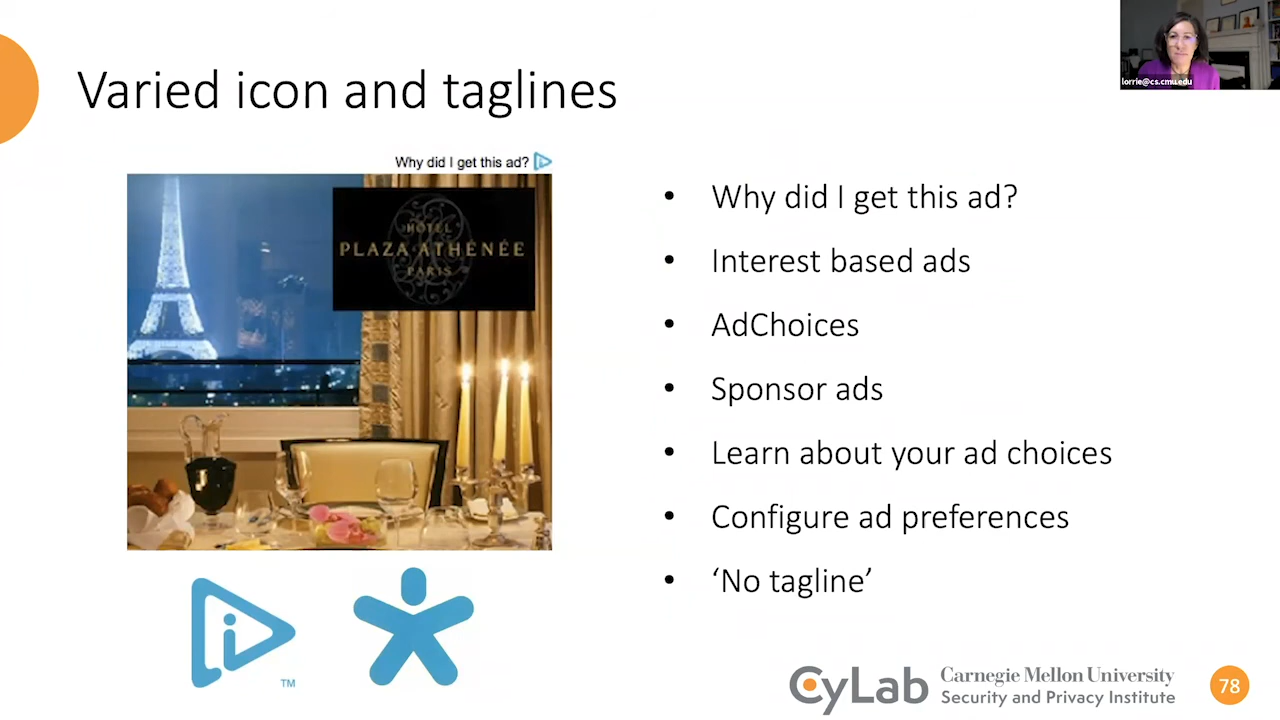 lorrie@cs.cmu.edu
Varied icon and taglines
Why did I get this ad?
HÔTEL
PLAZA ATHÉNÉE
PARIS
i
TM
• Why did I get this ad?
• Interest based ads
• AdChoices
• Sponsor ads
• Learn about your ad choices
• Configure ad preferences
• ‘No tagline’
CyLab
Carnegie Mellon University
Security and Privacy Institute
78